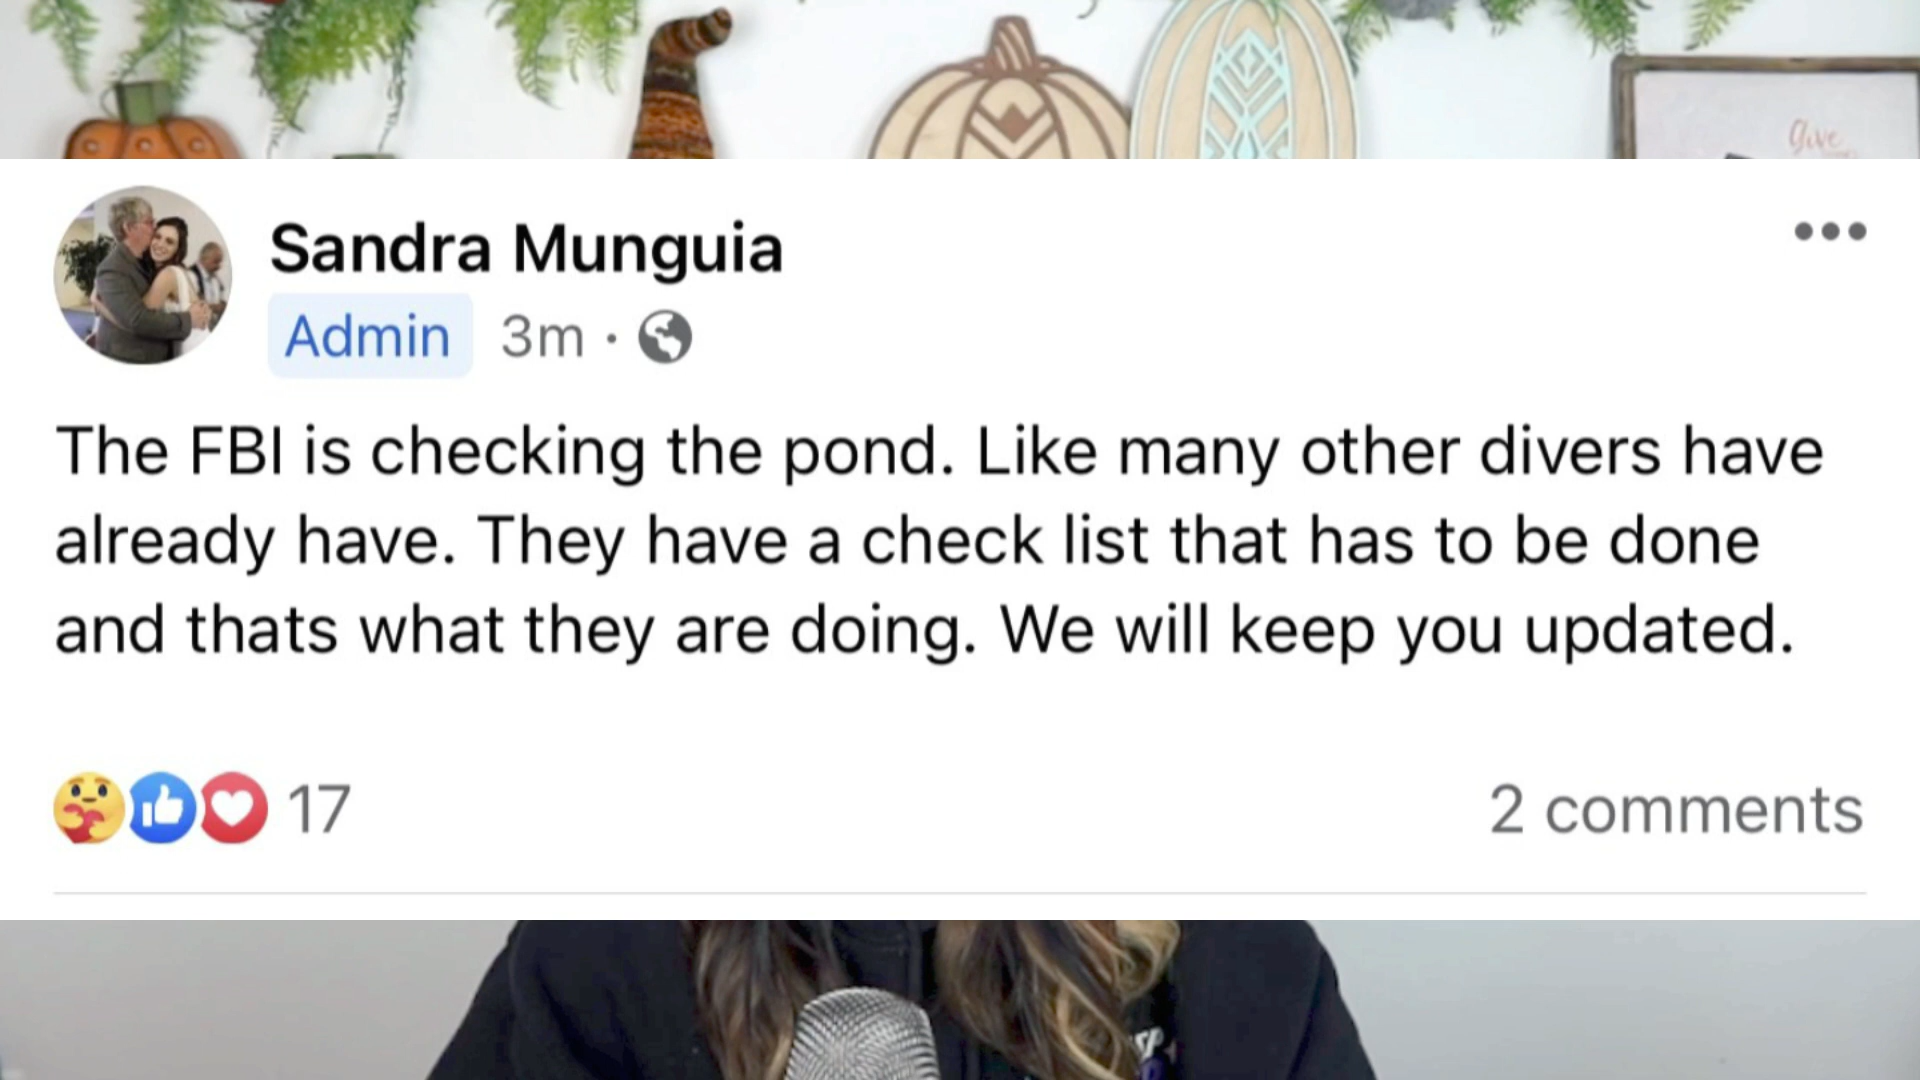 Give
Sandra Munguia
Admin 3m ·
The FBI is checking the pond. Like many other divers have
already have. They have a check list that has to be done
and thats what they are doing. We will keep you updated.
17 2 comments